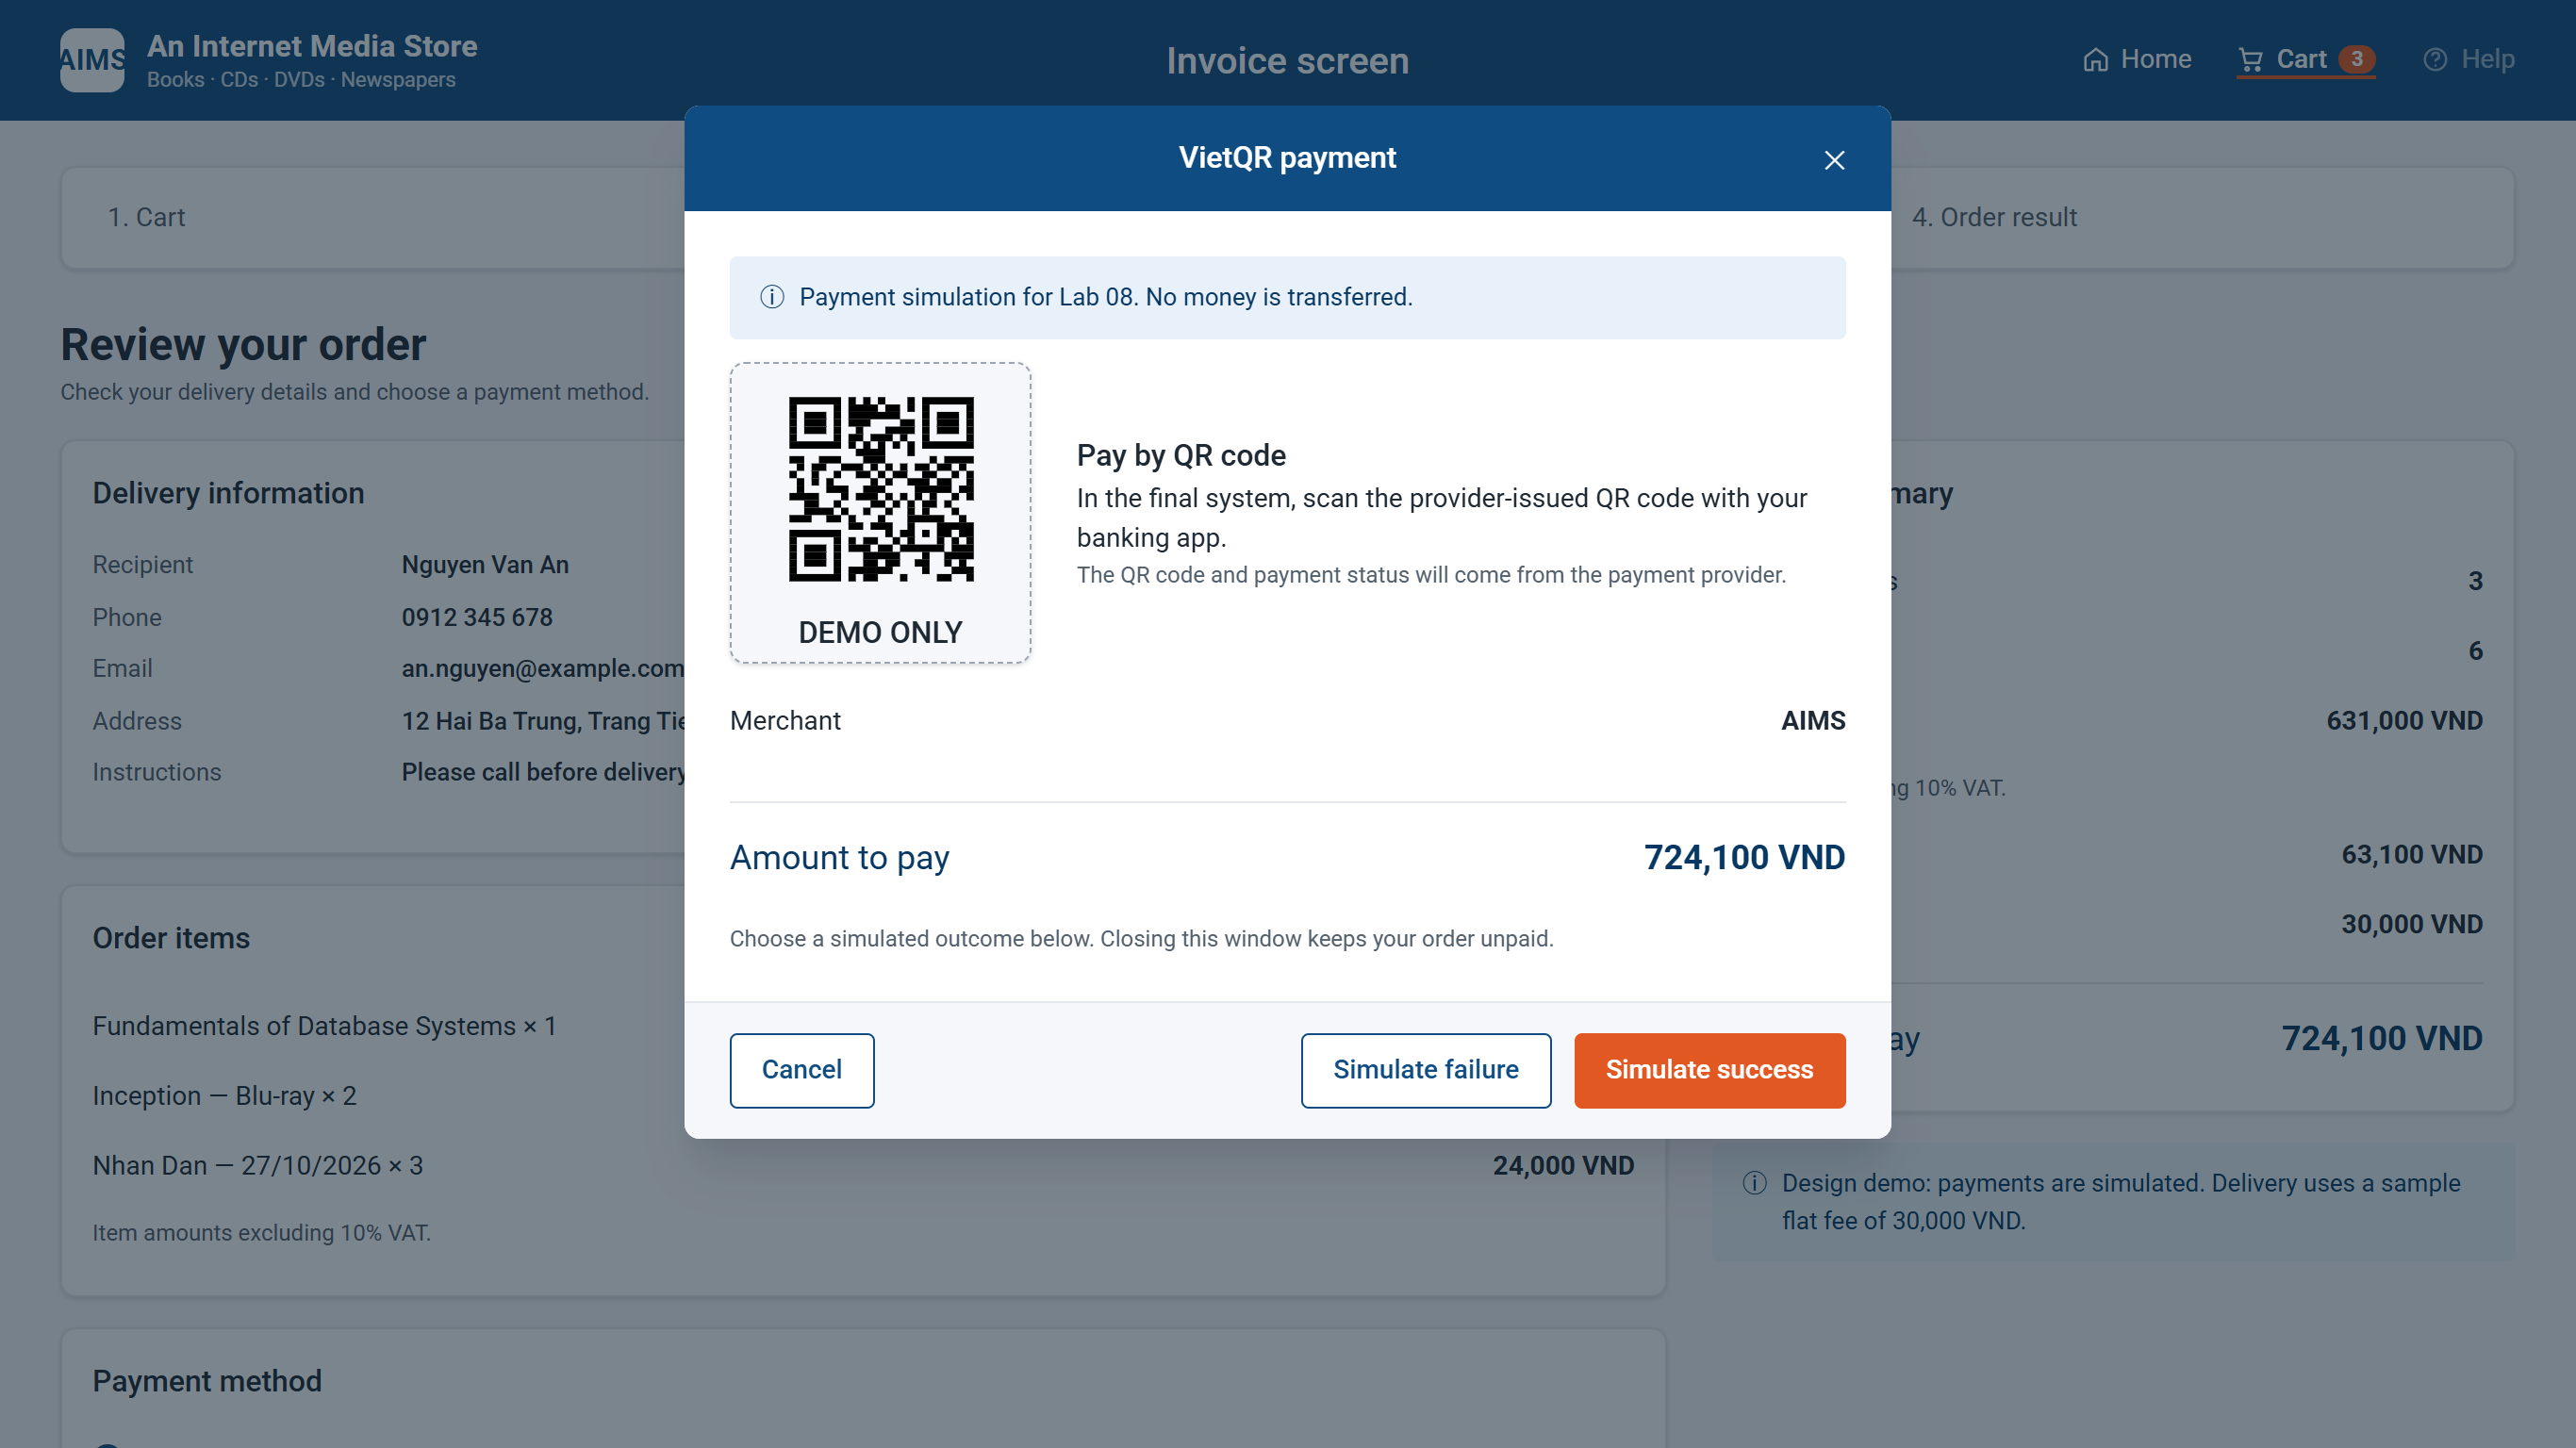 AIMS
An Internet Media Store
Books · CDs · DVDs · Newspapers
Invoice screen
Home
Cart 3
Help
1. Cart
4. Order result
Review your order
Check your delivery details and choose a payment method.
Delivery information
Recipient Nguyen Van An
Phone 0912 345 678
Email an.nguyen@example.com
Address 12 Hai Ba Trung, Trang Tie
Instructions Please call before delivery
Order items
Fundamentals of Database Systems × 1
Inception — Blu-ray × 2
Nhan Dan — 27/10/2026 × 3 24,000 VND
Item amounts excluding 10% VAT.
Payment method
VietQR payment
Payment simulation for Lab 08. No money is transferred.
DEMO ONLY
Pay by QR code
In the final system, scan the provider-issued QR code with your
banking app.
The QR code and payment status will come from the payment provider.
Merchant AIMS
Amount to pay 724,100 VND
Choose a simulated outcome below. Closing this window keeps your order unpaid.
Cancel
Simulate failure
Simulate success
mary
s 3
6
631,000 VND
ng 10% VAT.
63,100 VND
30,000 VND
ay 724,100 VND
Design demo: payments are simulated. Delivery uses a sample
flat fee of 30,000 VND.